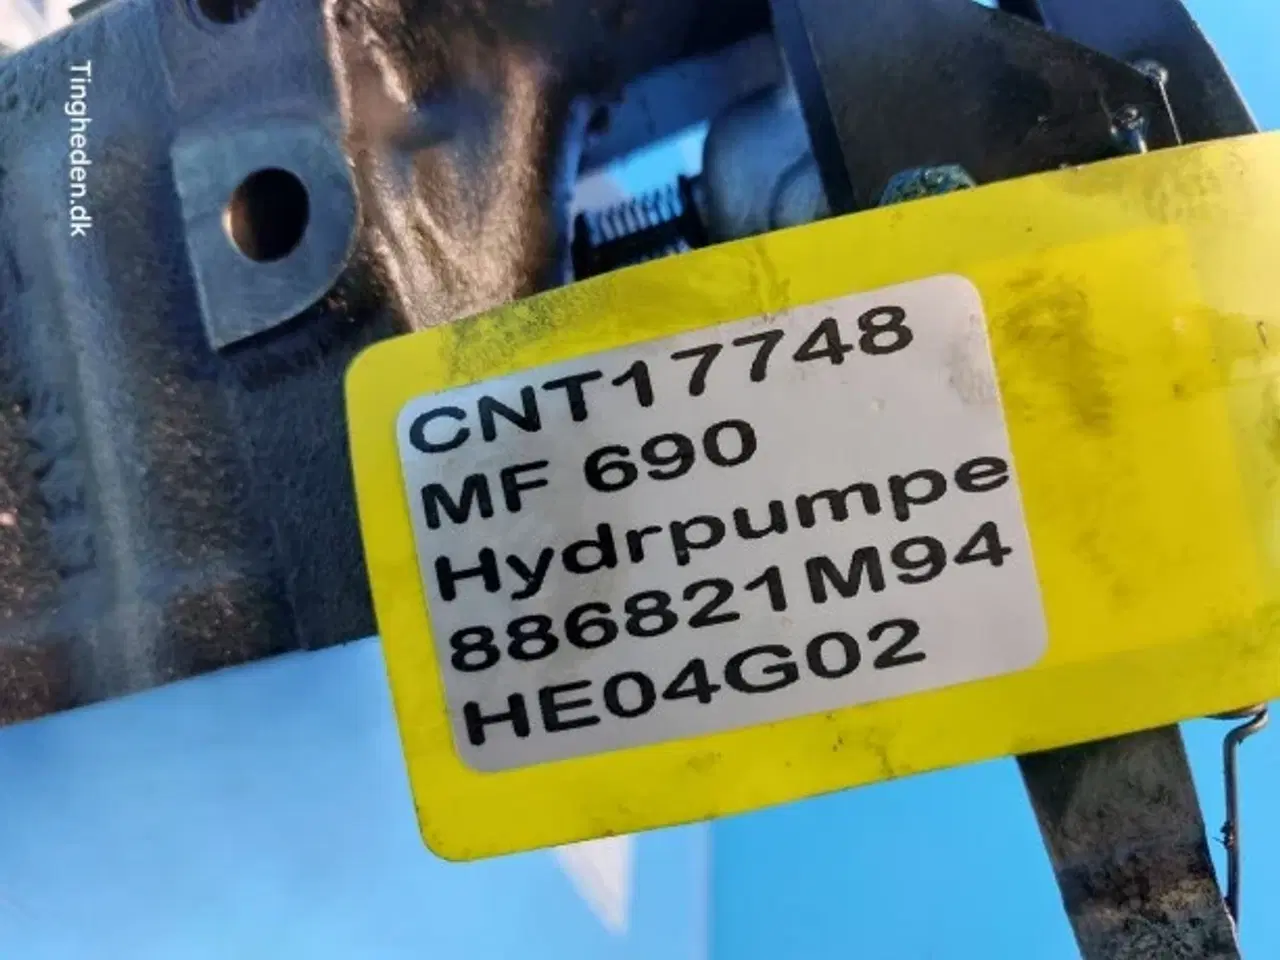 Tingheden.dk
CNT17748
MF 690
Hydrpumpe
886821M94
HE04G02